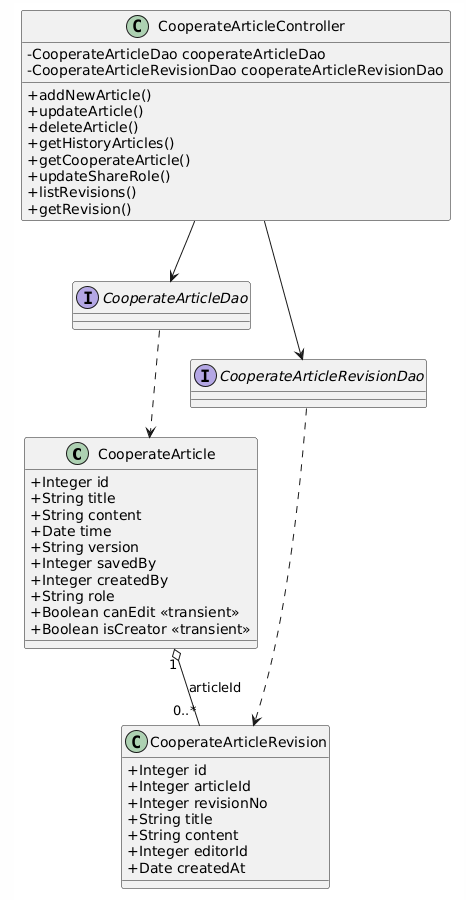 C CooperateArticleController
-CooperateArticleDao cooperateArticleDao
-CooperateArticleRevisionDao cooperateArticleRevisionDao
+addNewArticle()
+updateArticle()
+deleteArticle()
+getHistoryArticles()
+getCooperateArticle()
+updateShareRole()
+listRevisions()
+getRevision()
I CooperateArticleDao
I CooperateArticleRevisionDao
C CooperateArticle
+Integer id
+String title
+String content
+Date time
+String version
+Integer savedBy
+Integer createdBy
+String role
+Boolean canEdit «transient»
+Boolean isCreator «transient»
1
articleId
0..*
C CooperateArticleRevision
+Integer id
+Integer articleId
+Integer revisionNo
+String title
+String content
+Integer editorId
+Date createdAt